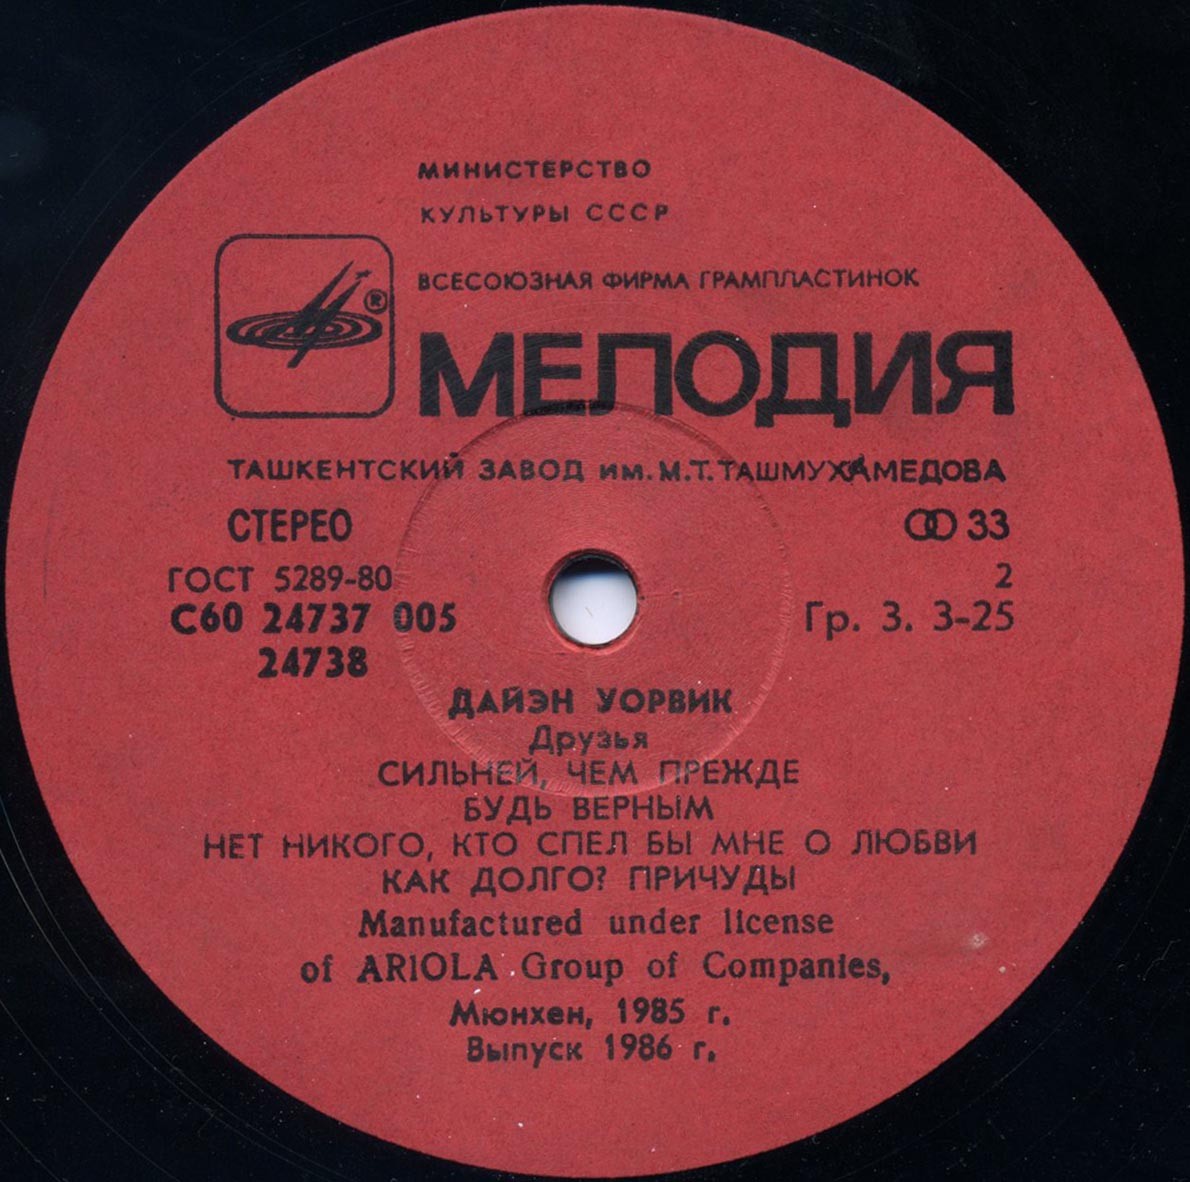 МИНИСТЕРСТВО
КУЛЬТУРЫ СССР
ВСЕСОЮЗНАЯ ФИРМА ГРАМПЛАСТИНОК
®
МЕЛОДИЯ
ТАШКЕНТСКИЙ ЗАВОД им. М.Т. ТАШМУХАМЕДОВА
СТЕРЕО 33
ГОСТ 5289-80 2
С60 24737 005 Гр. 3. 3-25
24738
ДАЙЭН УОРВИК
Друзья
СИЛЬНЕЙ, ЧЕМ ПРЕЖДЕ
БУДЬ ВЕРНЫМ
НЕТ НИКОГО, КТО СПЕЛ БЫ МНЕ О ЛЮБВИ
КАК ДОЛГО? ПРИЧУДЫ
Manufactured under license
of ARIOLA Group of Companies,
Мюнхен, 1985 г.
Выпуск 1986 г.